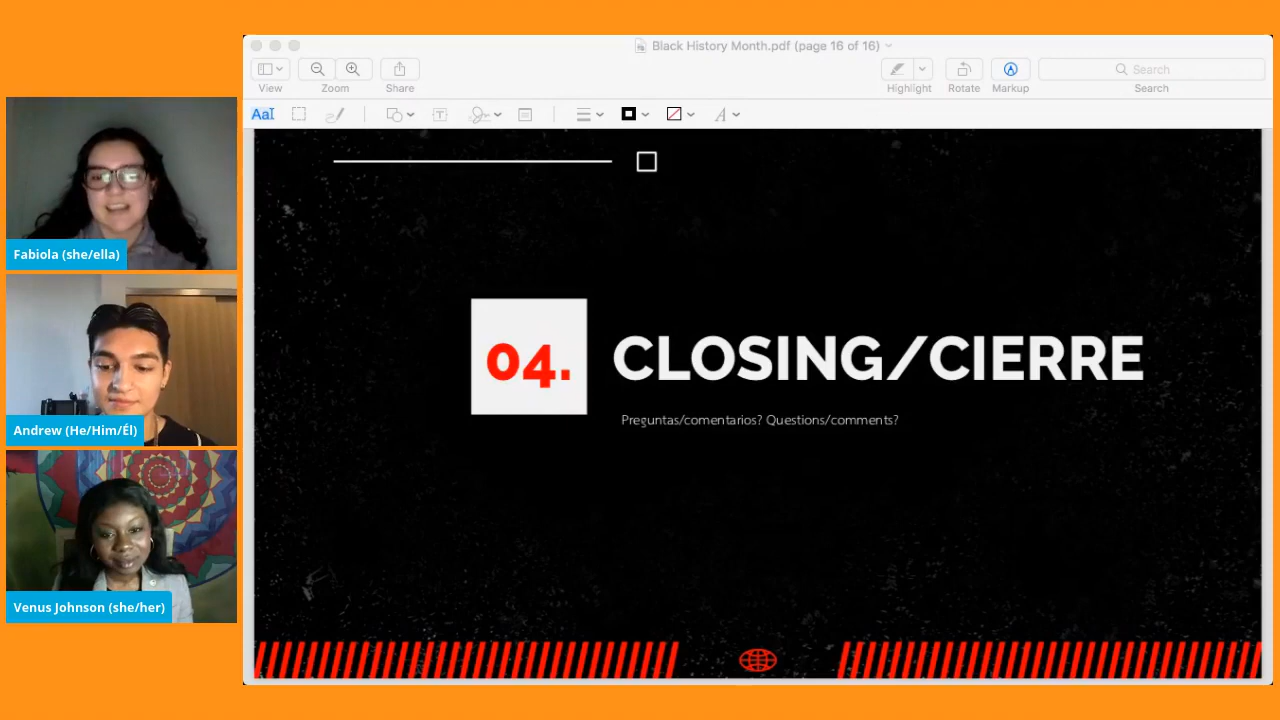 Black History Month.pdf (page 16 of 16)
View
Zoom
Share
Highlight
Rotate
Markup
Search
Search
AaI
T
A
Fabiola (she/ella)
Andrew (He/Him/Él)
Venus Johnson (she/her)
04.
CLOSING/CIERRE
Preguntas/comentarios? Questions/comments?